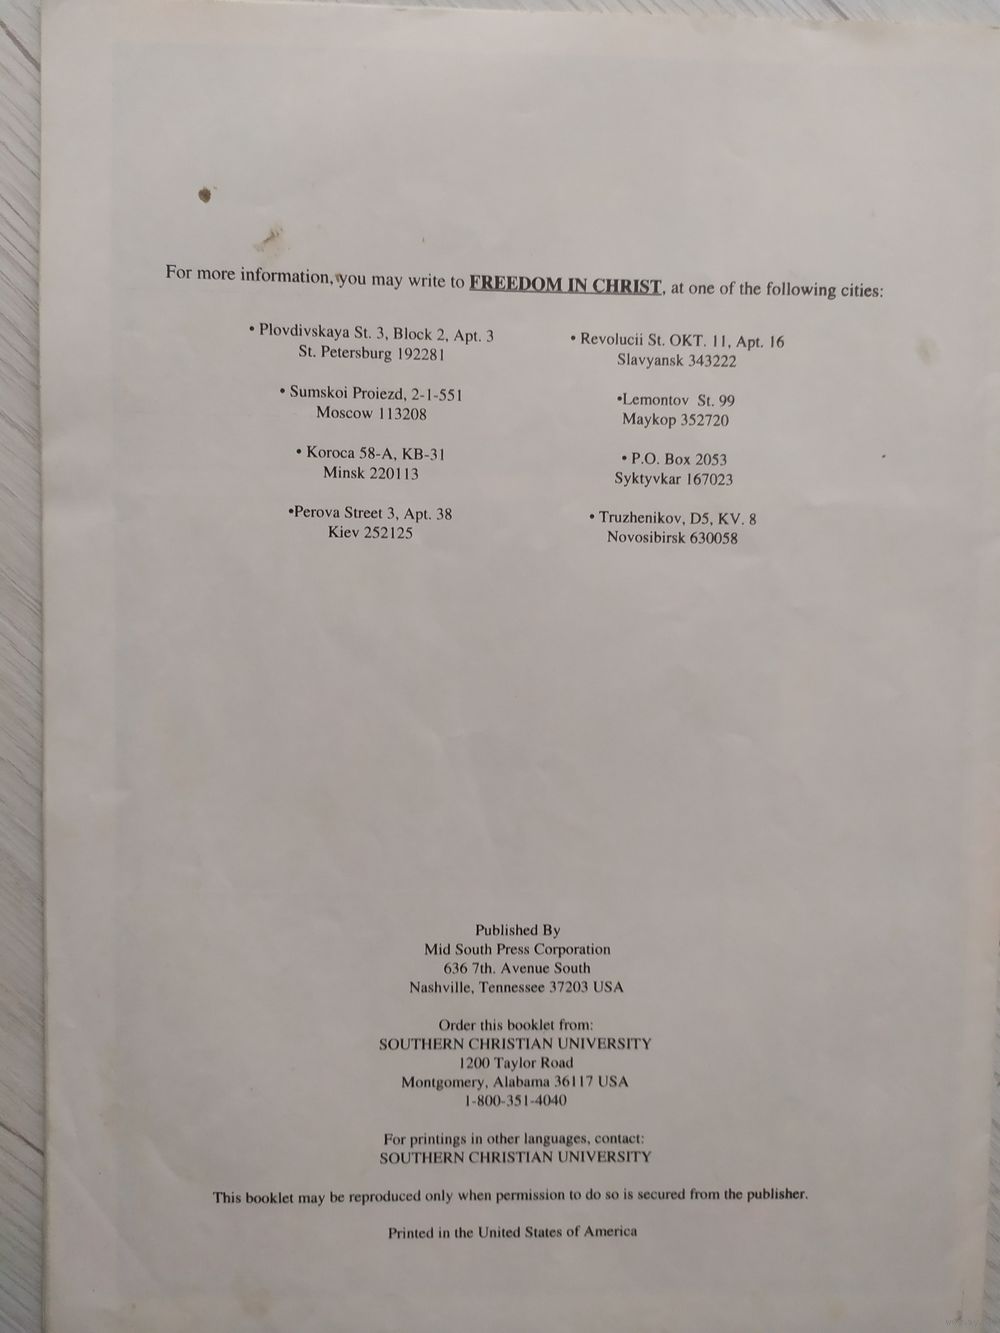 For more information, you may write to FREEDOM IN CHRIST, at one of the following cities:
• Plovdivskaya St. 3, Block 2, Apt. 3
St. Petersburg 192281
• Sumskoi Proiezd, 2-1-551
Moscow 113208
• Koroca 58-A, KB-31
Minsk 220113
•Perova Street 3, Apt. 38
Kiev 252125
• Revolucii St. OKT. 11, Apt. 16
Slavyansk 343222
•Lemontov St. 99
Maykop 352720
• P.O. Box 2053
Syktyvkar 167023
• Truzhenikov, D5, KV. 8
Novosibirsk 630058
Published By
Mid South Press Corporation
636 7th. Avenue South
Nashville, Tennessee 37203 USA
Order this booklet from:
SOUTHERN CHRISTIAN UNIVERSITY
1200 Taylor Road
Montgomery, Alabama 36117 USA
1-800-351-4040
For printings in other languages, contact:
SOUTHERN CHRISTIAN UNIVERSITY
This booklet may be reproduced only when permission to do so is secured from the publisher.
Printed in the United States of America